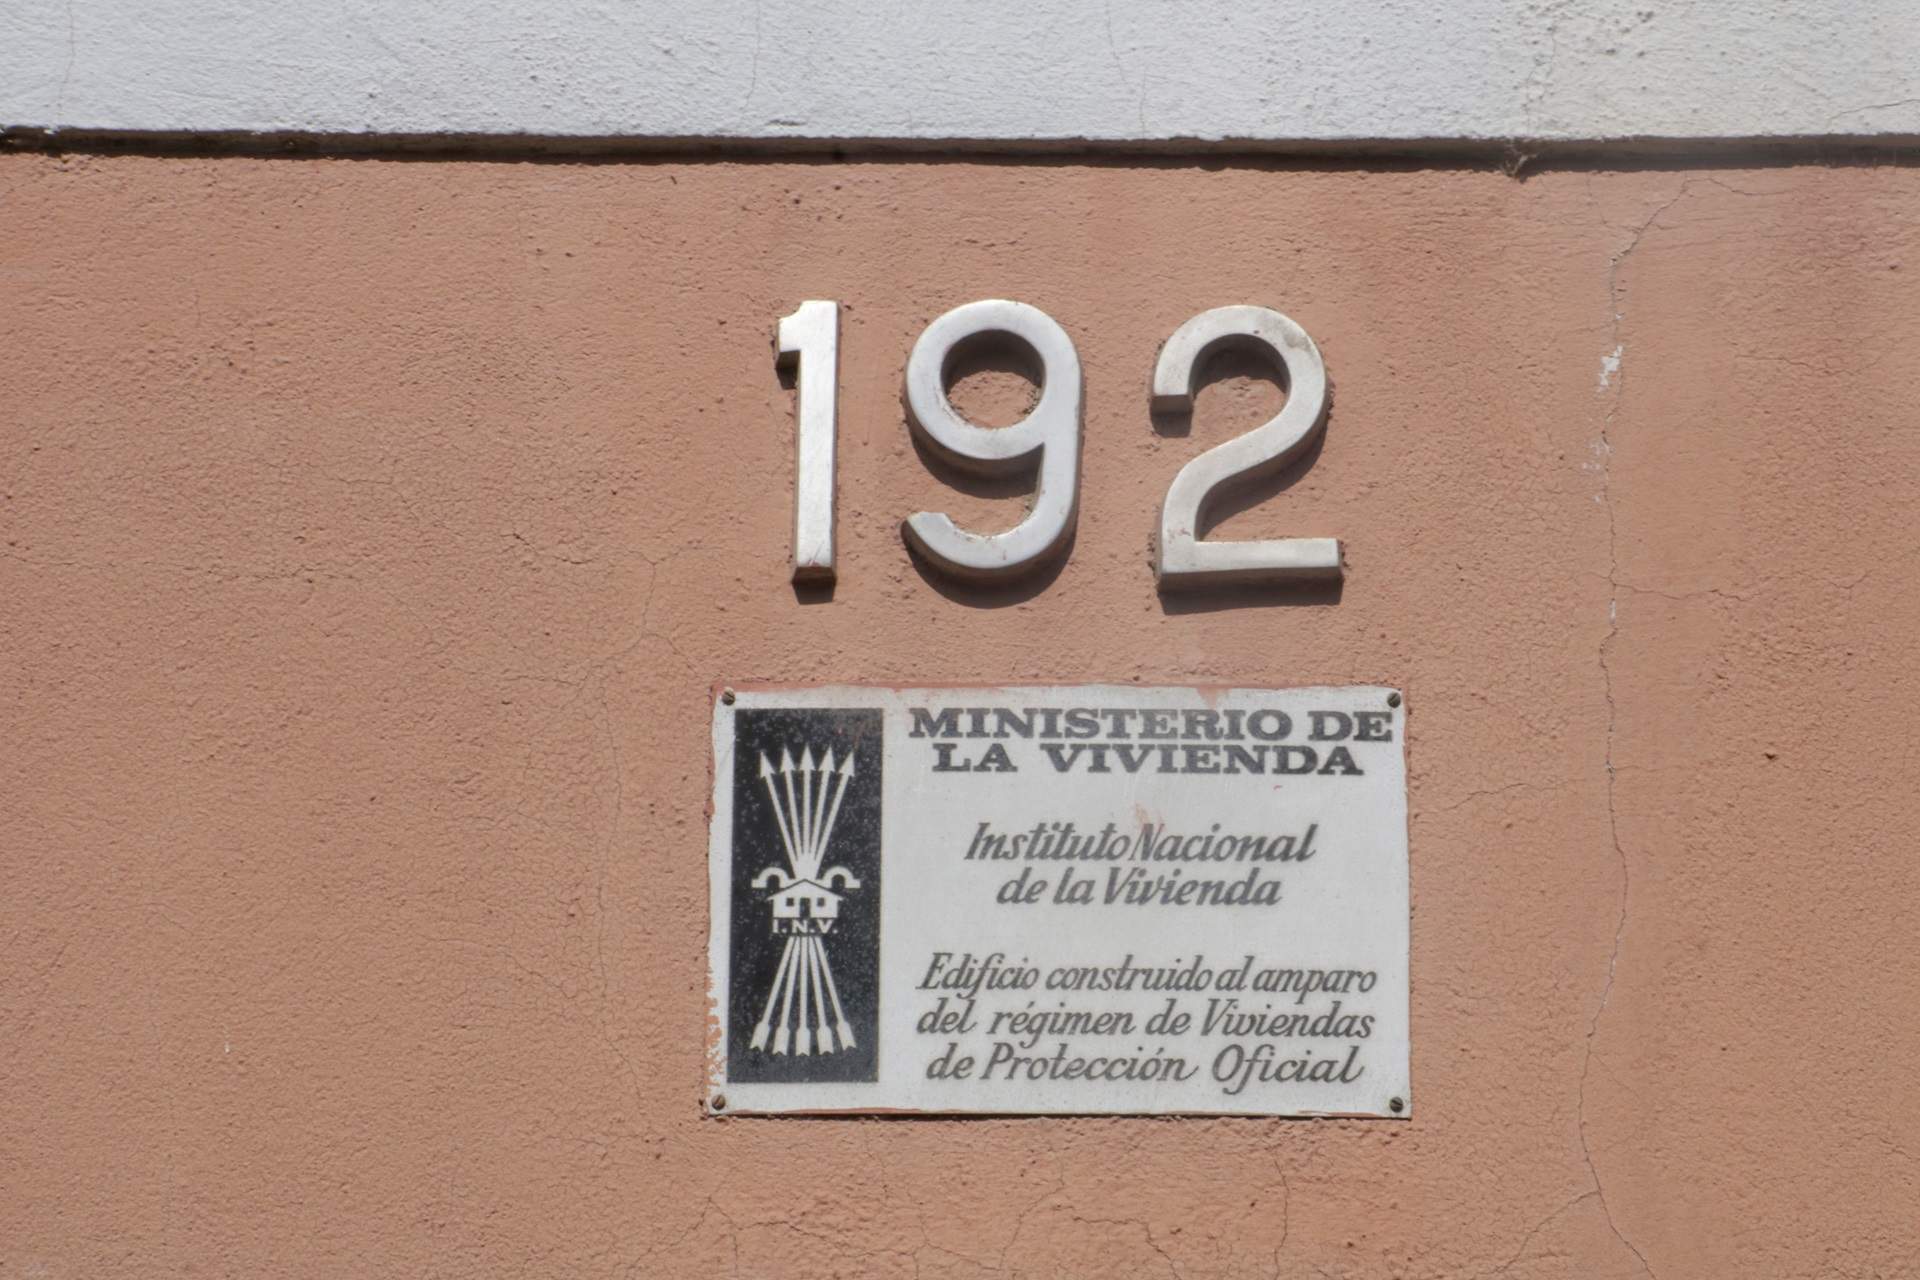 192
MINISTERIO DE
LA VIVIENDA
Instituto Nacional
de la Vivienda
I.N.V.
Edificio construido al amparo
del régimen de Viviendas
de Protección Oficial